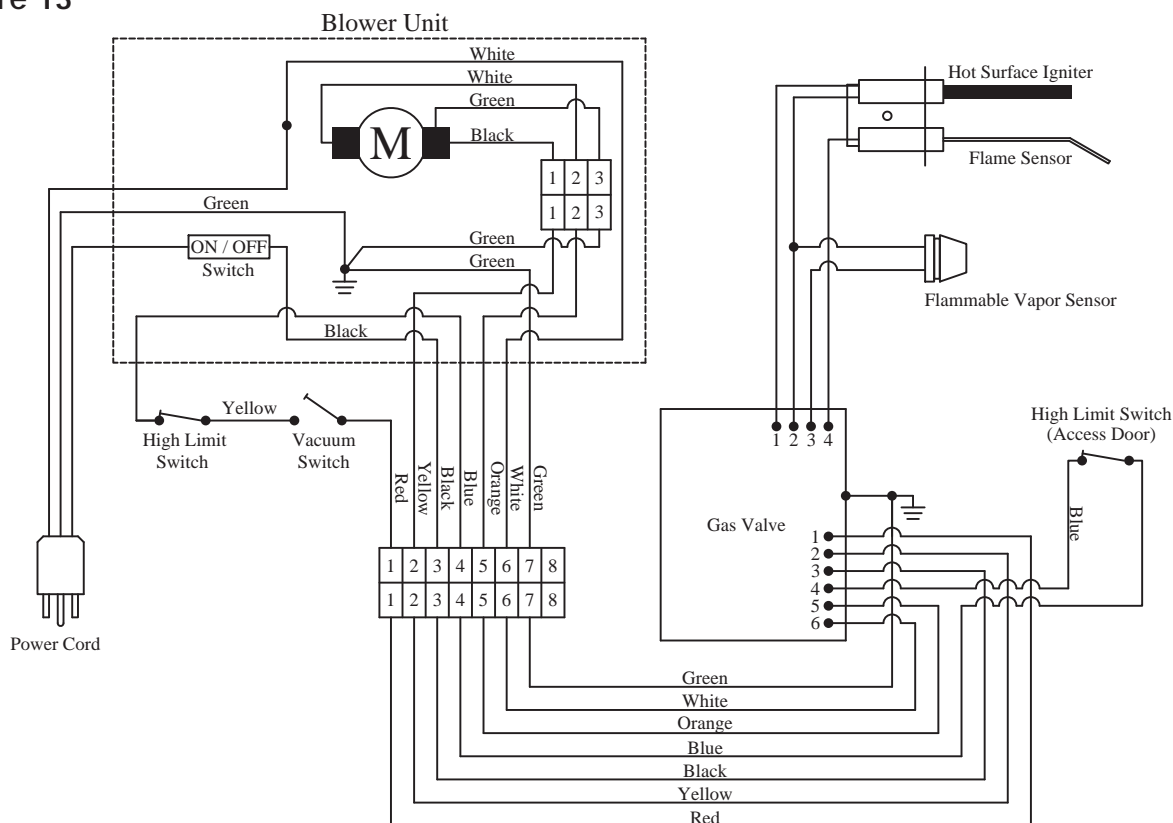 re 13
Blower Unit
White
White
Green
Black
M
1 2 3
1 2 3
Green
Green
Green
ON / OFF
Switch
Black
Hot Surface Igniter
Flame Sensor
Flammable Vapor Sensor
Yellow
High Limit
Switch
Vacuum
Switch
Red
Yellow
Black
Blue
Orange
White
Green
1 2 3 4 5 6 7 8
1 2 3 4 5 6 7 8
Power Cord
1 2 3 4
Gas Valve
1
2
3
4
5
6
High Limit Switch
(Access Door)
Blue
Green
White
Orange
Blue
Black
Yellow
Red